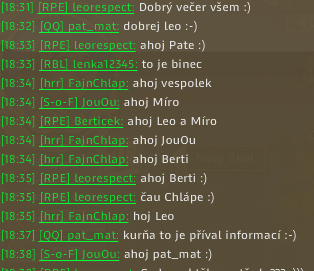 [18:31] [RPE] leorespect: Dobrý večer všem :)
[18:32] [QQ] pat_mat: dobrej leo :-)
[18:33] [RPE] leorespect: ahoj Pate :)
[18:33] [RBL] lenka12345: to je binec
[18:34] [hrr] FajnChlap: ahoj vespolek
[18:34] [S-o-F] JouOu: ahoj Míro
[18:34] [RPE] Berticek: ahoj Leo a Míro
[18:34] [hrr] FajnChlap: ahoj JouOu
[18:34] [hrr] FajnChlap: ahoj Berti
[18:35] [RPE] leorespect: ahoj Berti :)
[18:35] [RPE] leorespect: čau Chlápe :)
[18:35] [hrr] FajnChlap: hoj Leo
[18:37] [QQ] pat_mat: kurňa to je příval informací :-)
[18:38] [S-o-F] JouOu: ahoj pat_mat :)
[RPE] leorespect: